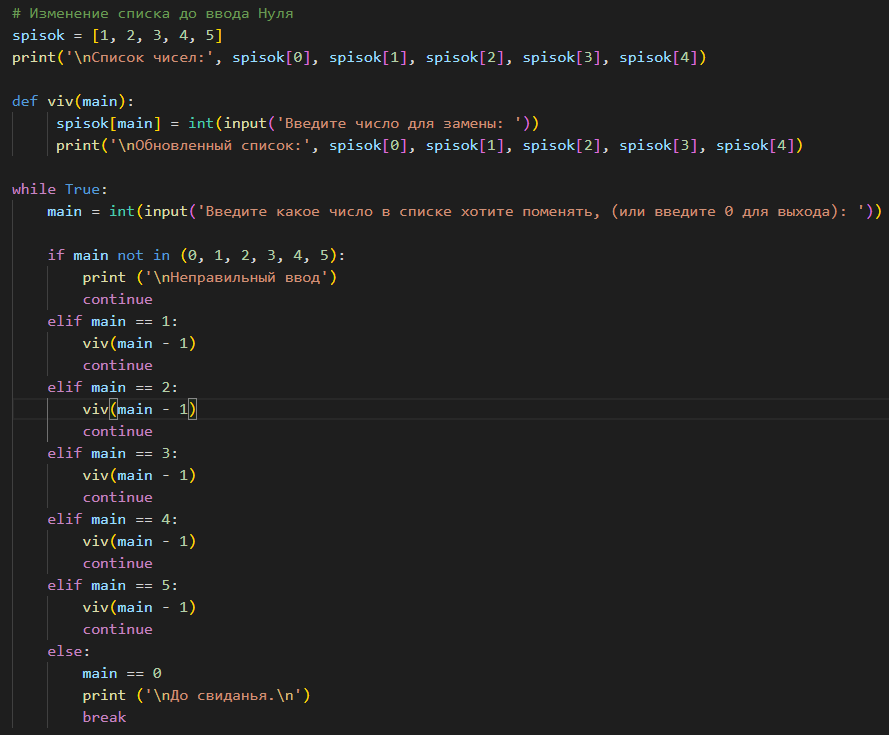 # Изменение списка до ввода Нуля
spisok = [1, 2, 3, 4, 5]
print('\nСписок чисел:', spisok[0], spisok[1], spisok[2], spisok[3], spisok[4])

def viv(main):
     spisok[main] = int(input('Введите число для замены: '))
     print('\nОбновленный список:', spisok[0], spisok[1], spisok[2], spisok[3], spisok[4])

while True:
    main = int(input('Введите какое число в списке хотите поменять, (или введите 0 для выхода): '))

    if main not in (0, 1, 2, 3, 4, 5):
        print ('\nНеправильный ввод')
        continue
    elif main == 1:
        viv(main - 1)
        continue
    elif main == 2:
        viv(main - 1)
        continue
    elif main == 3:
        viv(main - 1)
        continue
    elif main == 4:
        viv(main - 1)
        continue
    elif main == 5:
        viv(main - 1)
        continue
    else:
        main == 0
        print ('\nДо свиданья.\n')
        break